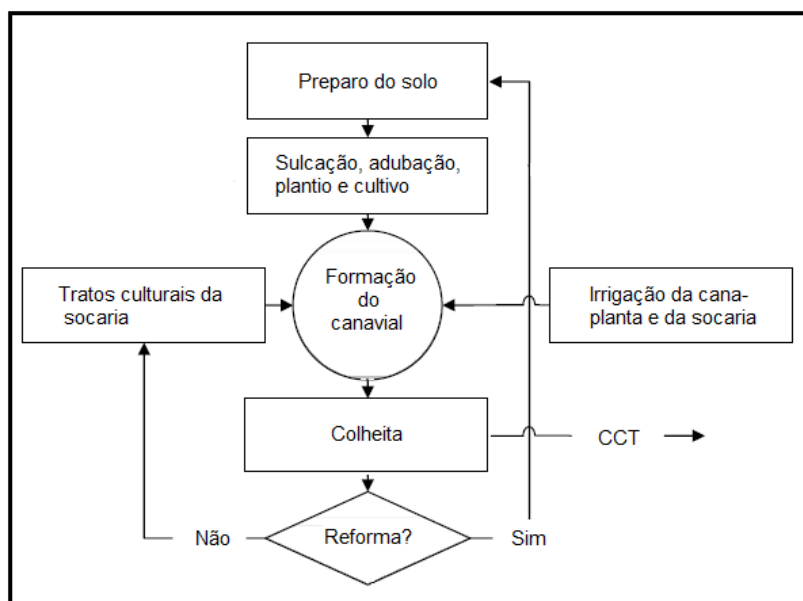 Preparo do solo
Sulcação, adubação,
plantio e cultivo
Formação
do
canavial
Tratos culturais da
socaria
Irrigação da cana-
planta e da socaria
Colheita
CCT
Não
Reforma?
Sim